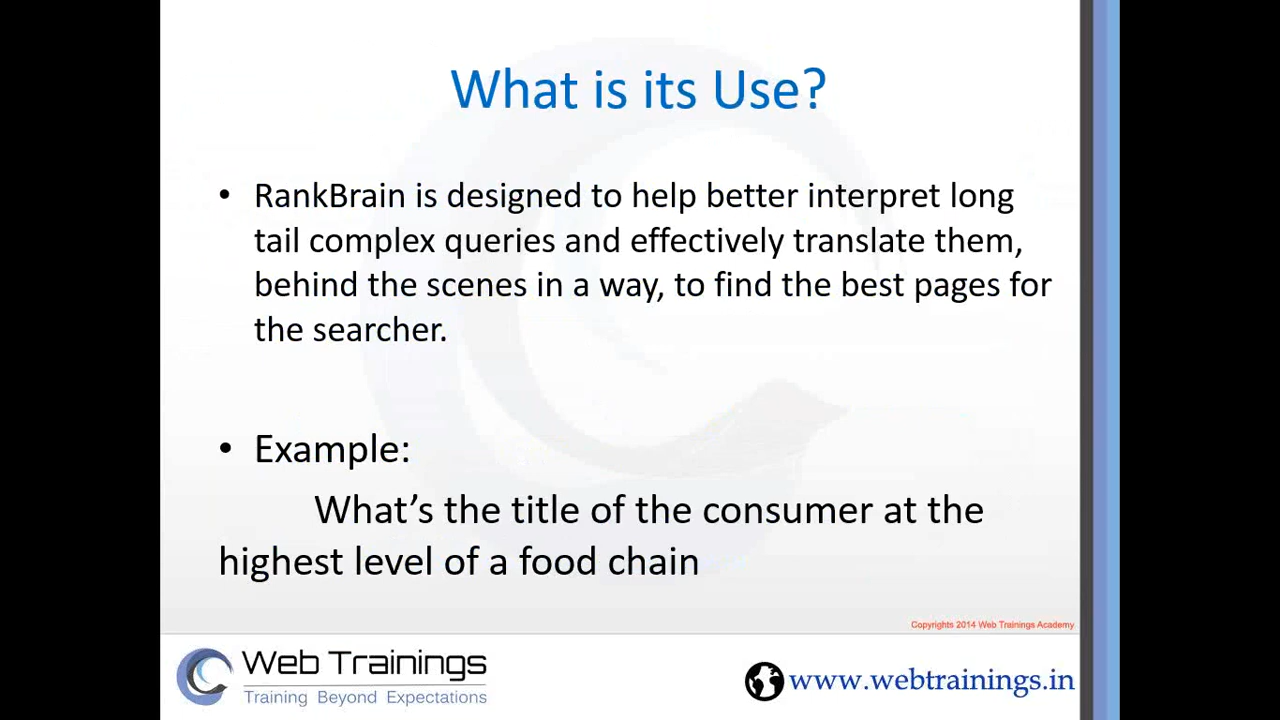 What is its Use?
• RankBrain is designed to help better interpret long
tail complex queries and effectively translate them,
behind the scenes in a way, to find the best pages for
the searcher.
• Example:
What’s the title of the consumer at the
highest level of a food chain
Copyrights 2014 Web Trainings Academy
Web Trainings
Training Beyond Expectations
www.webtrainings.in